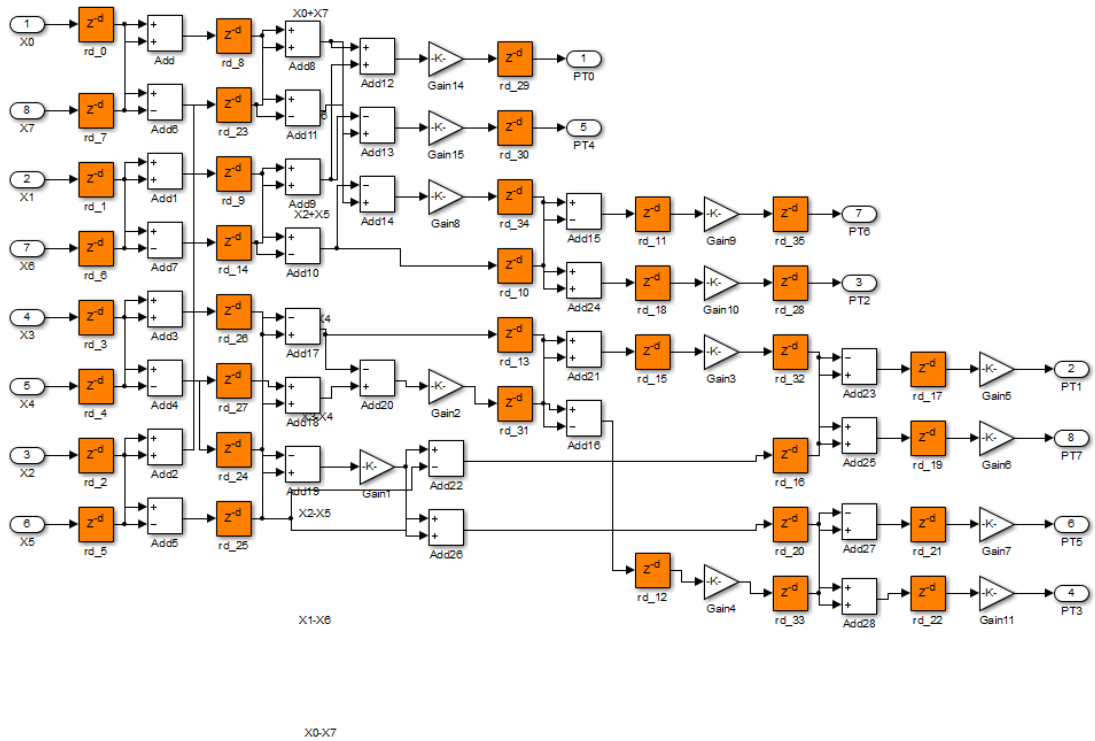 X0+X7
1
X0
z-d
rd_0
Add
z-d
rd_8
Add8
Add12
-K-
Gain14
z-d
rd_29
1
PT0
8
X7
z-d
rd_7
Add6
z-d
rd_23
Add11
6
Add13
-K-
Gain15
z-d
rd_30
5
PT4
2
X1
z-d
rd_1
Add1
z-d
rd_9
Add9
X2+X5
Add14
-K-
Gain8
z-d
rd_34
Add15
z-d
rd_11
-K-
Gain9
z-d
rd_35
7
PT6
7
X6
z-d
rd_6
Add7
z-d
rd_14
Add10
z-d
rd_10
Add24
z-d
rd_18
-K-
Gain10
z-d
rd_28
3
PT2
4
X3
z-d
rd_3
Add3
z-d
rd_26
X4
Add17
z-d
rd_13
Add21
z-d
rd_15
-K-
Gain3
z-d
rd_32
Add23
z-d
rd_17
-K-
Gain5
2
PT1
5
X4
z-d
rd_4
Add4
z-d
rd_27
Add18
X3-X4
Add20
-K-
Gain2
z-d
rd_31
Add16
3
X2
z-d
rd_2
Add2
z-d
rd_24
Add19
-K-
Gain1
Add22
z-d
rd_16
Add25
z-d
rd_19
-K-
Gain6
8
PT7
6
X5
z-d
rd_5
Add5
z-d
rd_25
X2-X5
Add26
z-d
rd_20
Add27
z-d
rd_21
-K-
Gain7
6
PT5
z-d
rd_12
-K-
Gain4
z-d
rd_33
Add28
z-d
rd_22
-K-
Gain11
4
PT3
X1-X6
X0-X7